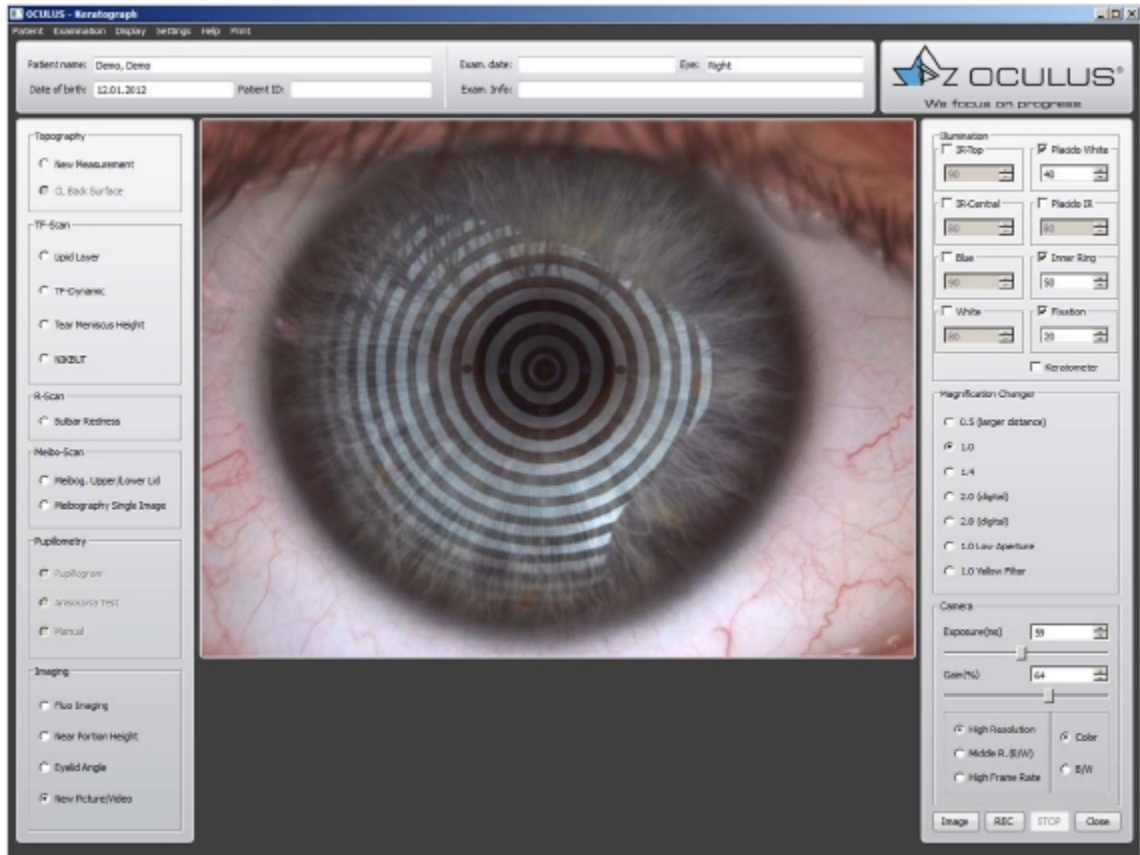 OCULUS - Keratograph
Patient Examination Display Settings Help Print
Patient name: Demo, Demo
Date of birth: 12.01.2012 Patient ID:
Exam. date: Eye: Right
Exam. Info:
OCULUS®
We focus on progress
Topography
New Measurement
CL Back Surface
TF-Scan
Lipid Layer
TF-Dynamic
Tear Meniscus Height
NIKBUT
R-Scan
Bulbar Redness
Meibo-Scan
Meibog. Upper/Lower Lid
Meibography Single Image
Pupilometry
Pupillogram
Anisocoria Test
Manual
Imaging
Fluo Imaging
Near Portion Height
Eyelid Angle
New Picture/Video
Illumination
IR-Top Placido White
90 40
IR-Central Placido IR
80 80
Blue Inner Ring
90 50
White Fixation
80 20
Keratometer
Magnification Changer
0.5 (larger distance)
1.0
1.4
2.0 (digital)
2.8 (digital)
1.0 Low Aperture
1.0 Yellow Filter
Camera
Exposure(ms) 59
Gain(%) 64
High Resolution
Middle R.(B/W)
High Frame Rate
Color
B/W
Image REC STOP Close